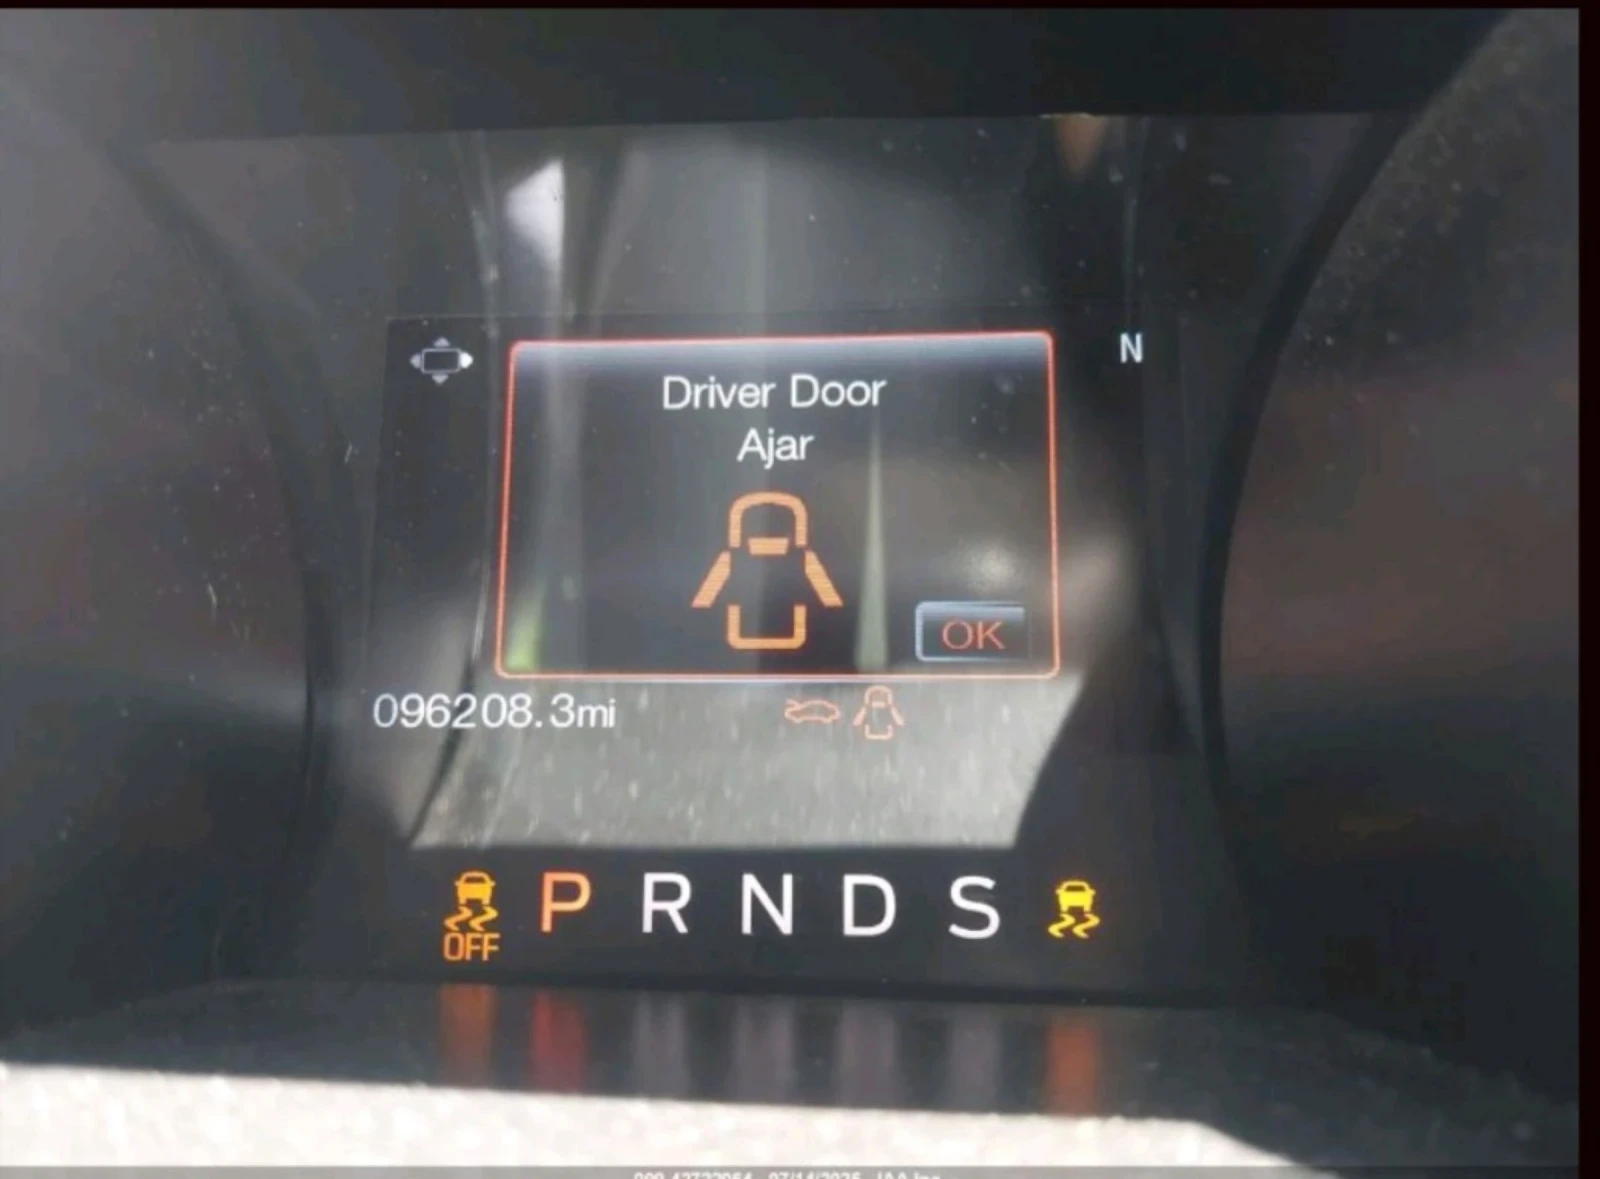 N
Driver Door
Ajar
OK
096208.3mi
P R N D S
OFF